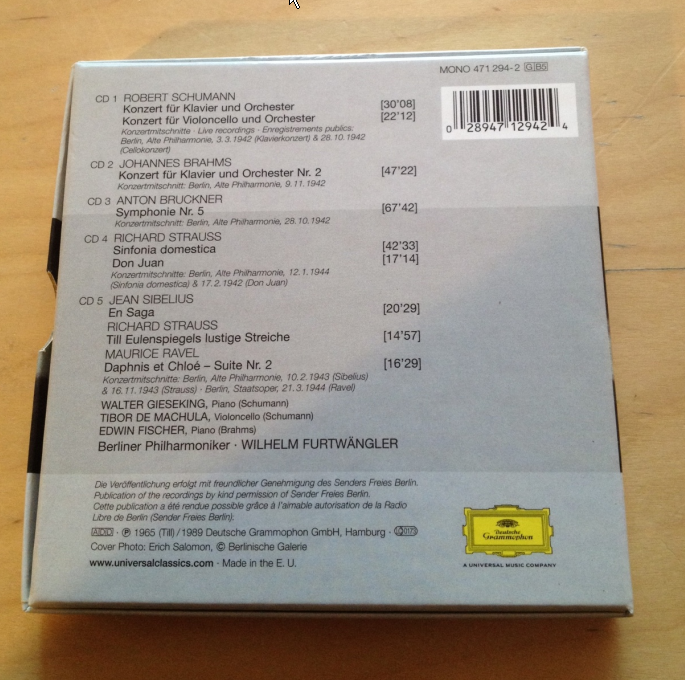 MONO 471 294-2 GB5
CD 1 ROBERT SCHUMANN
Konzert für Klavier und Orchester [30'08]
Konzert für Violoncello und Orchester [22'12]
Konzertmitschnitte · Live recordings · Enregistrements publics:
Berlin, Alte Philharmonie, 3.3.1942 (Klavierkonzert) & 28.10.1942
(Cellokonzert)
0 28947 12942 4
CD 2 JOHANNES BRAHMS
Konzert für Klavier und Orchester Nr. 2 [47'22]
Konzertmitschnitt: Berlin, Alte Philharmonie, 9.11.1942
CD 3 ANTON BRUCKNER
Symphonie Nr. 5 [67'42]
Konzertmitschnitt: Berlin, Alte Philharmonie, 28.10.1942
CD 4 RICHARD STRAUSS
Sinfonia domestica [42'33]
Don Juan [17'14]
Konzertmitschnitte: Berlin, Alte Philharmonie, 12.1.1944
(Sinfonia domestica) & 17.2.1942 (Don Juan)
CD 5 JEAN SIBELIUS
En Saga [20'29]
RICHARD STRAUSS
Till Eulenspiegels lustige Streiche [14'57]
MAURICE RAVEL
Daphnis et Chloé – Suite Nr. 2 [16'29]
Konzertmitschnitte: Berlin, Alte Philharmonie, 10.2.1943 (Sibelius)
& 16.11.1943 (Strauss) · Berlin, Staatsoper, 21.3.1944 (Ravel)
WALTER GIESEKING, Piano (Schumann)
TIBOR DE MACHULA, Violoncello (Schumann)
EDWIN FISCHER, Piano (Brahms)
Berliner Philharmoniker · WILHELM FURTWÄNGLER
Die Veröffentlichung erfolgt mit freundlicher Genehmigung des Senders Freies Berlin.
Publication of the recordings by kind permission of Sender Freies Berlin.
Cette publication a été rendue possible grâce à l'aimable autorisation de la Radio
Libre de Berlin (Sender Freies Berlin).
ADD · ℗ 1965 (Till) / 1989 Deutsche Grammophon GmbH, Hamburg ·
Cover Photo: Erich Salomon, © Berlinische Galerie
www.universalclassics.com · Made in the E. U.
Deutsche
Grammophon
A UNIVERSAL MUSIC COMPANY